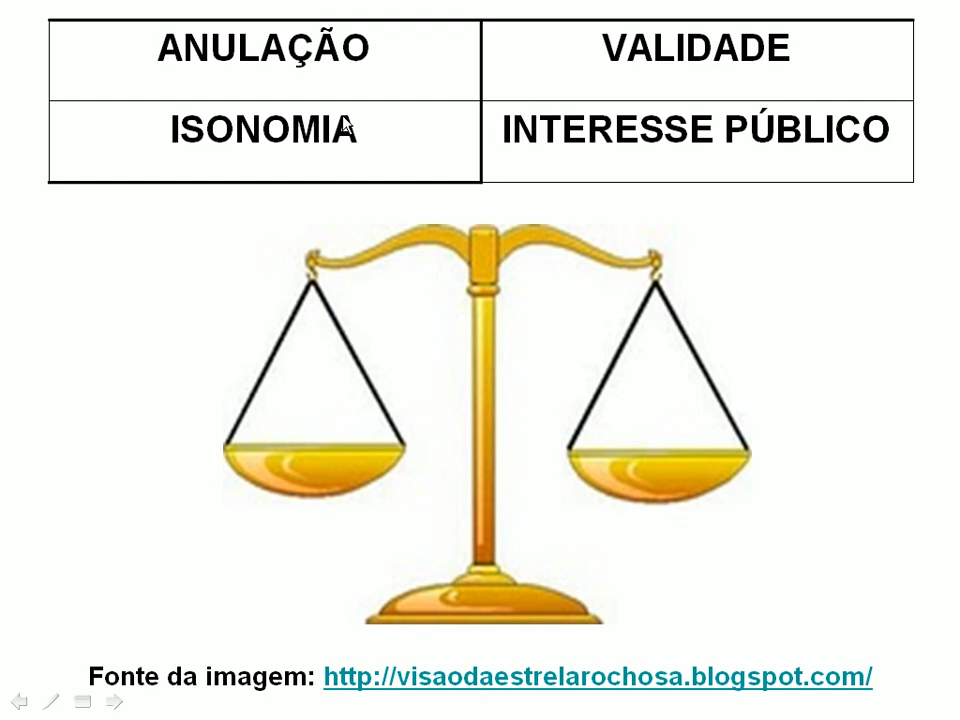 ANULAÇÃO
VALIDADE
ISONOMIA
INTERESSE PÚBLICO
Fonte da imagem: http://visaodaestrelarochosa.blogspot.com/